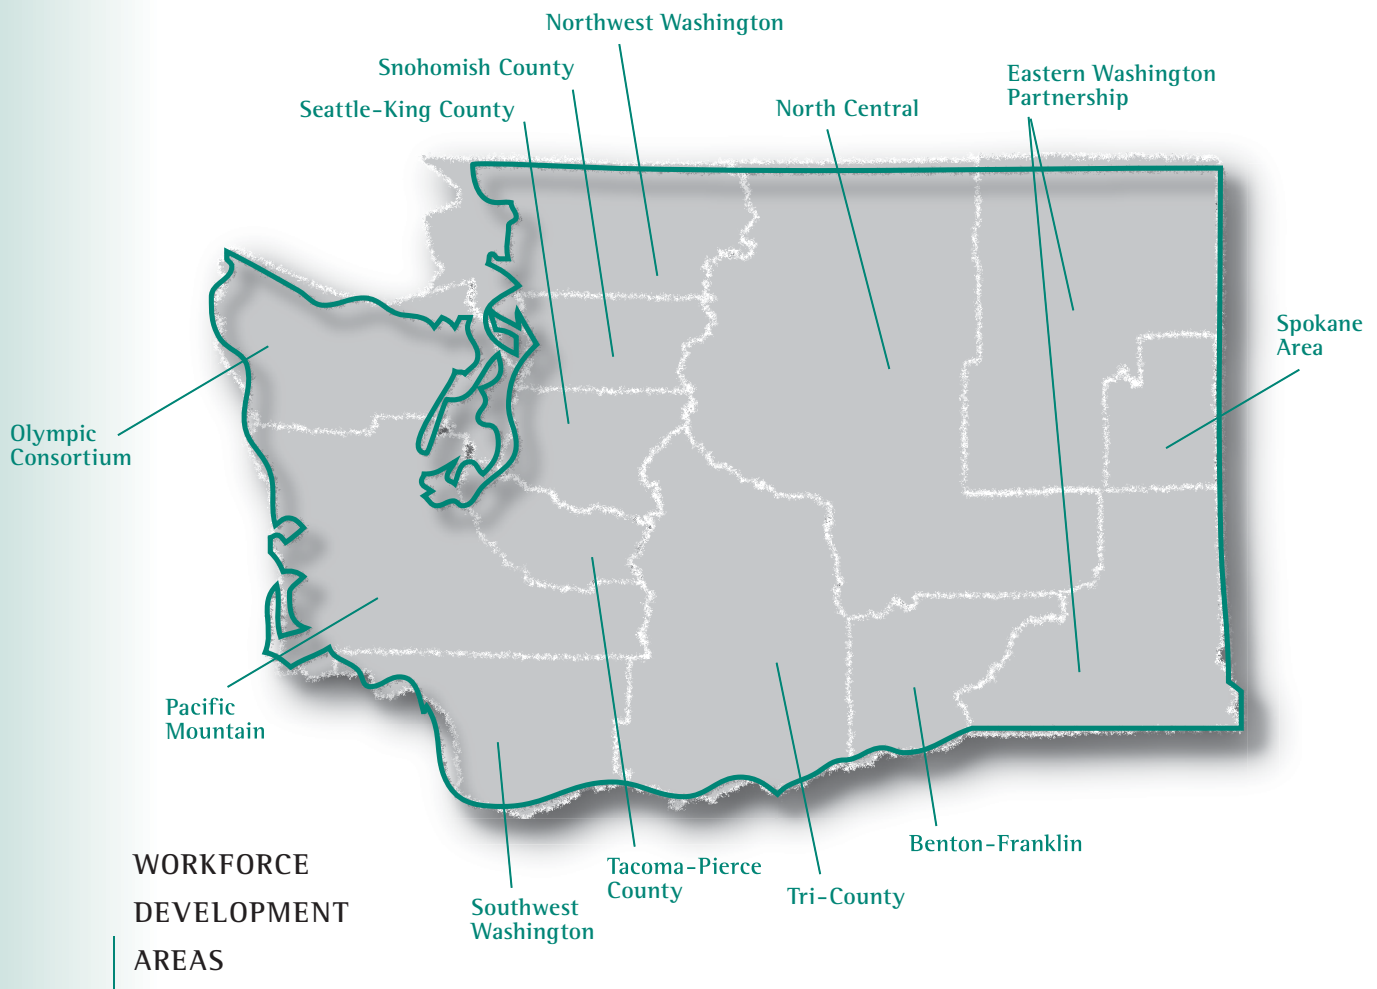 Northwest Washington
Snohomish County
Seattle-King County
North Central
Eastern Washington
Partnership
Spokane
Area
Olympic
Consortium
Pacific
Mountain
Benton-Franklin
Tacoma-Pierce
County
Tri-County
Southwest
Washington
WORKFORCE
DEVELOPMENT
AREAS